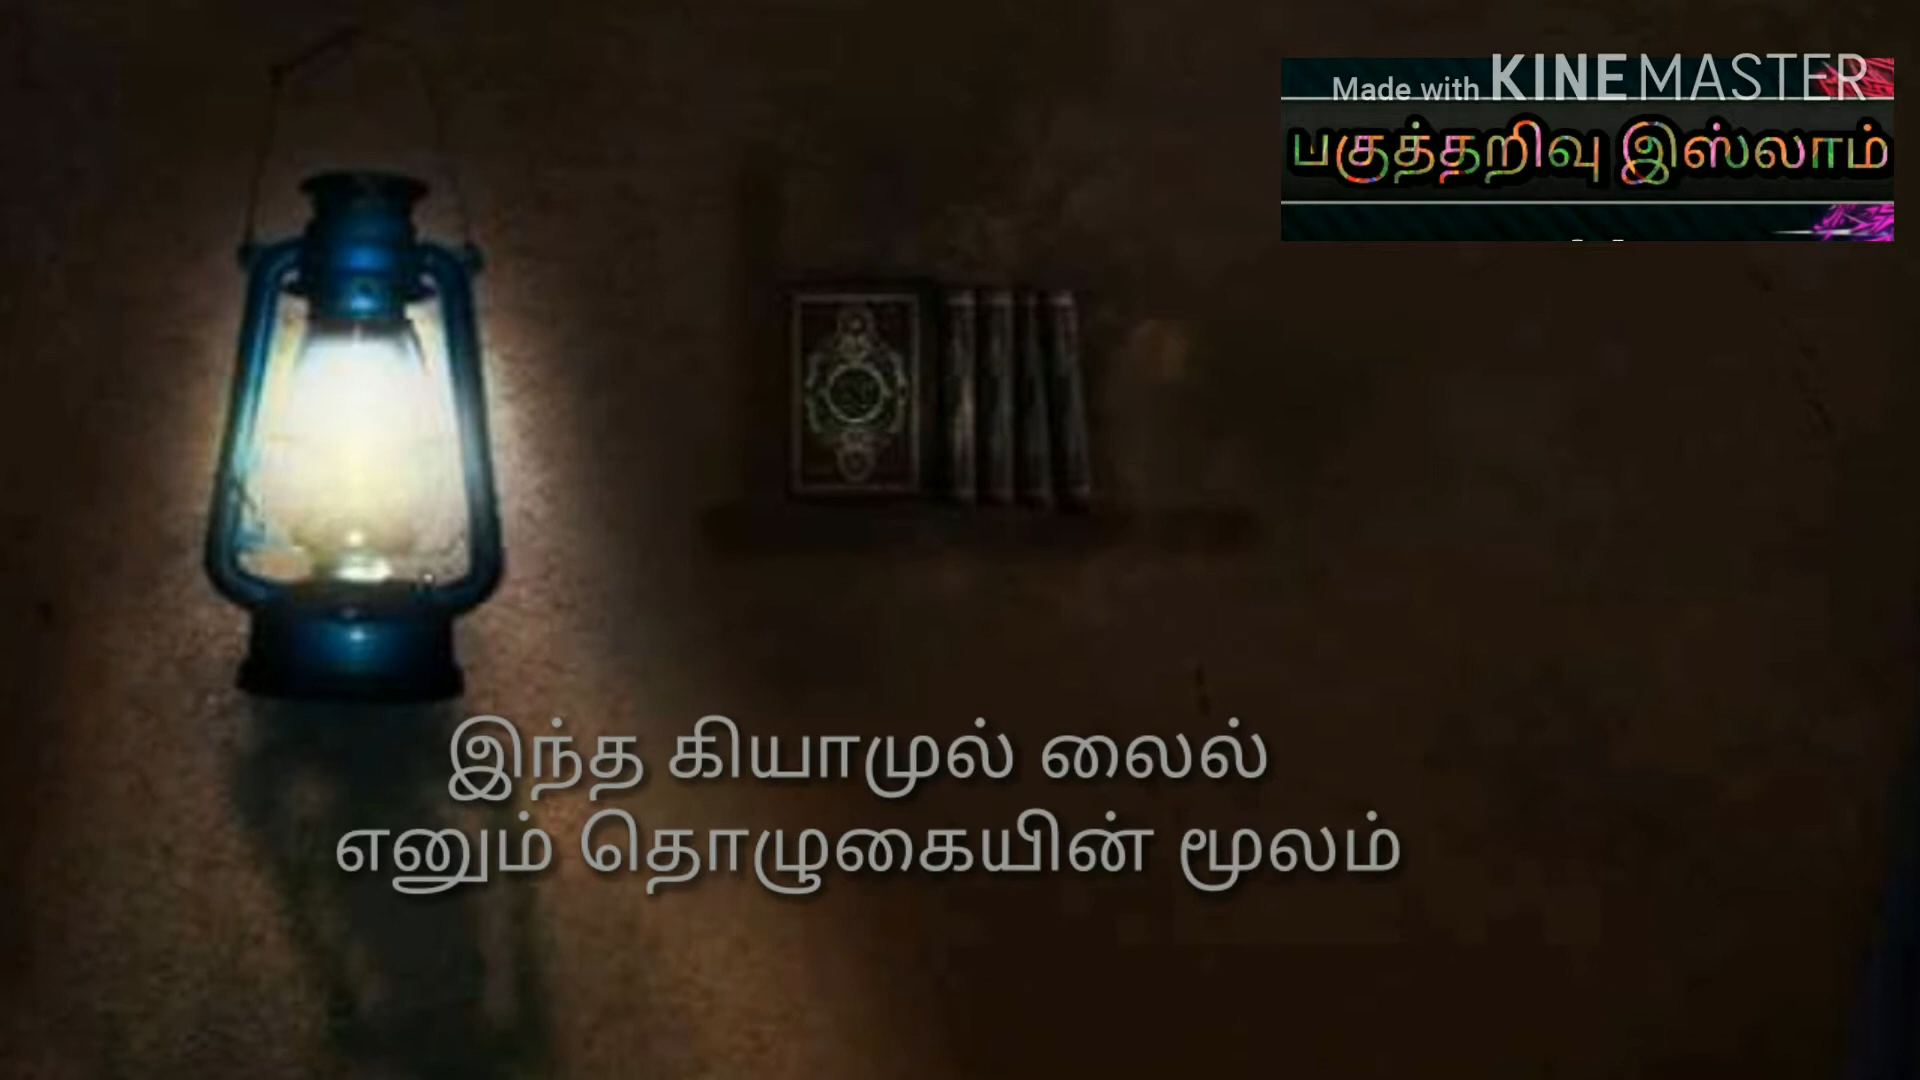 Made with KINEMASTER
பகுத்தறிவு இஸ்லாம்
இந்த கியாமுல் லைல்
எனும் தொழுகையின் மூலம்